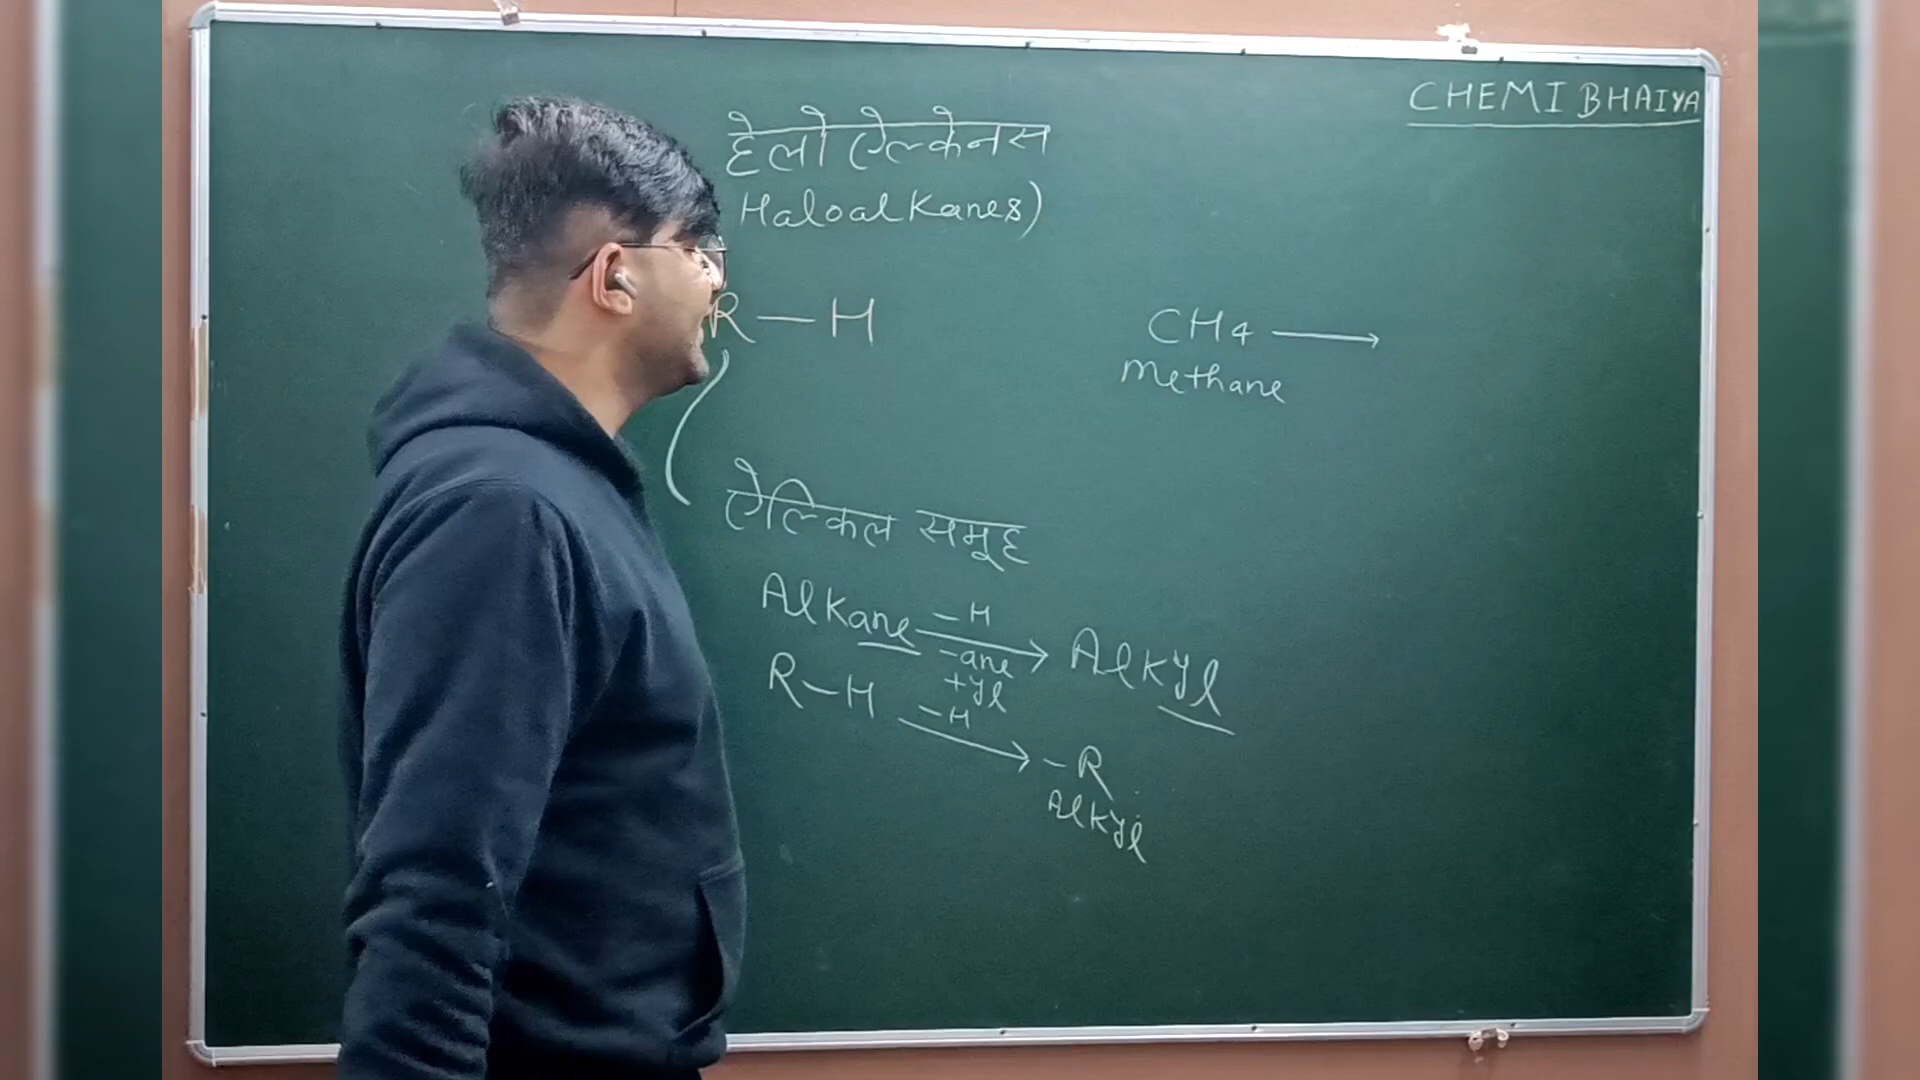 CHEMI BHAIYA
हेलो ऐल्केनस
Haloalkanes)
R — H
CH4 →
Methane
ऐल्किल समूह
Alkane → Alkyl
-H
-ane
+yl
R-H → -R
-H
Alkyl